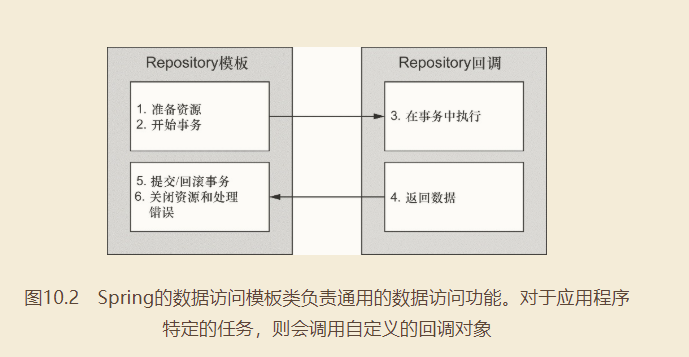 Repository模板
1. 准备资源
2. 开始事务
5. 提交/回滚事务
6. 关闭资源和处理
错误
Repository回调
3. 在事务中执行
4. 返回数据
图10.2 Spring的数据访问模板类负责通用的数据访问功能。对于应用程序
特定的任务，则会调用自定义的回调对象